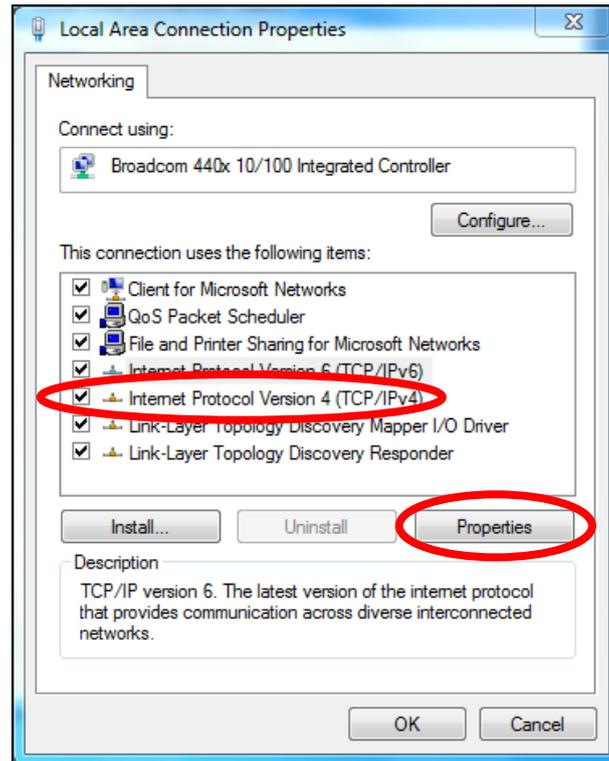 Local Area Connection Properties
Networking
Connect using:
Broadcom 440x 10/100 Integrated Controller
Configure...
This connection uses the following items:
Client for Microsoft Networks
QoS Packet Scheduler
File and Printer Sharing for Microsoft Networks
Internet Protocol Version 6 (TCP/IPv6)
Internet Protocol Version 4 (TCP/IPv4)
Link-Layer Topology Discovery Mapper I/O Driver
Link-Layer Topology Discovery Responder
Install...
Uninstall
Properties
Description
TCP/IP version 6. The latest version of the internet protocol
that provides communication across diverse interconnected
networks.
OK
Cancel